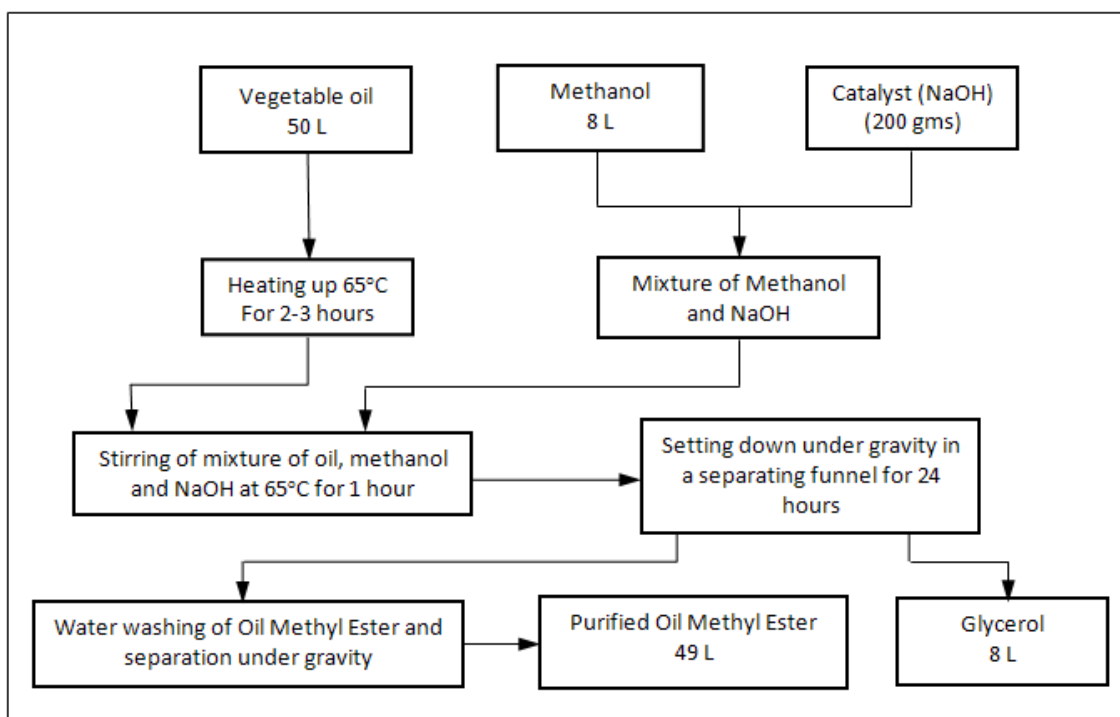 Vegetable oil
50 L
Methanol
8 L
Catalyst (NaOH)
(200 gms)
Heating up 65°C
For 2-3 hours
Mixture of Methanol
and NaOH
Stirring of mixture of oil, methanol
and NaOH at 65°C for 1 hour
Setting down under gravity in
a separating funnel for 24
hours
Water washing of Oil Methyl Ester and
separation under gravity
Purified Oil Methyl Ester
49 L
Glycerol
8 L